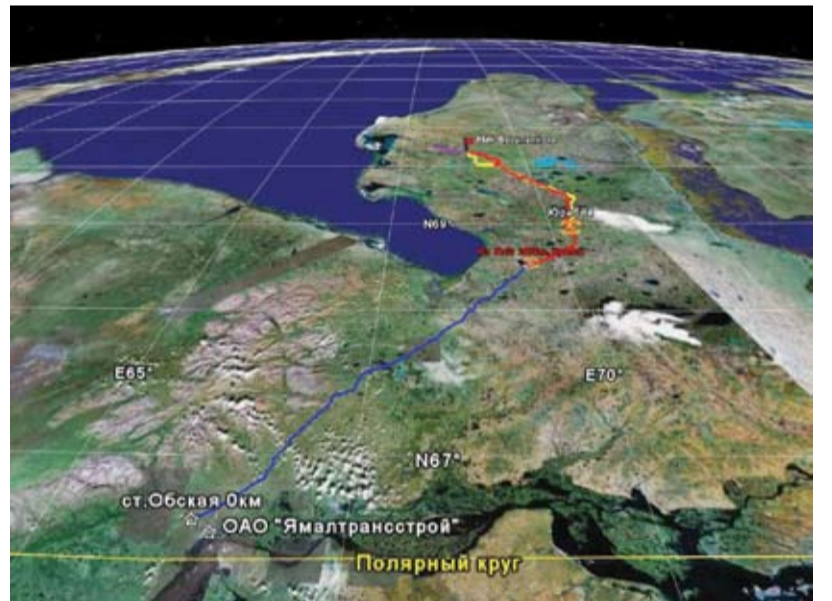 N69°
E65°
E70°
N67°
ст.Обская 0км
ОАО "Ямалтрансстрой"
Полярный круг